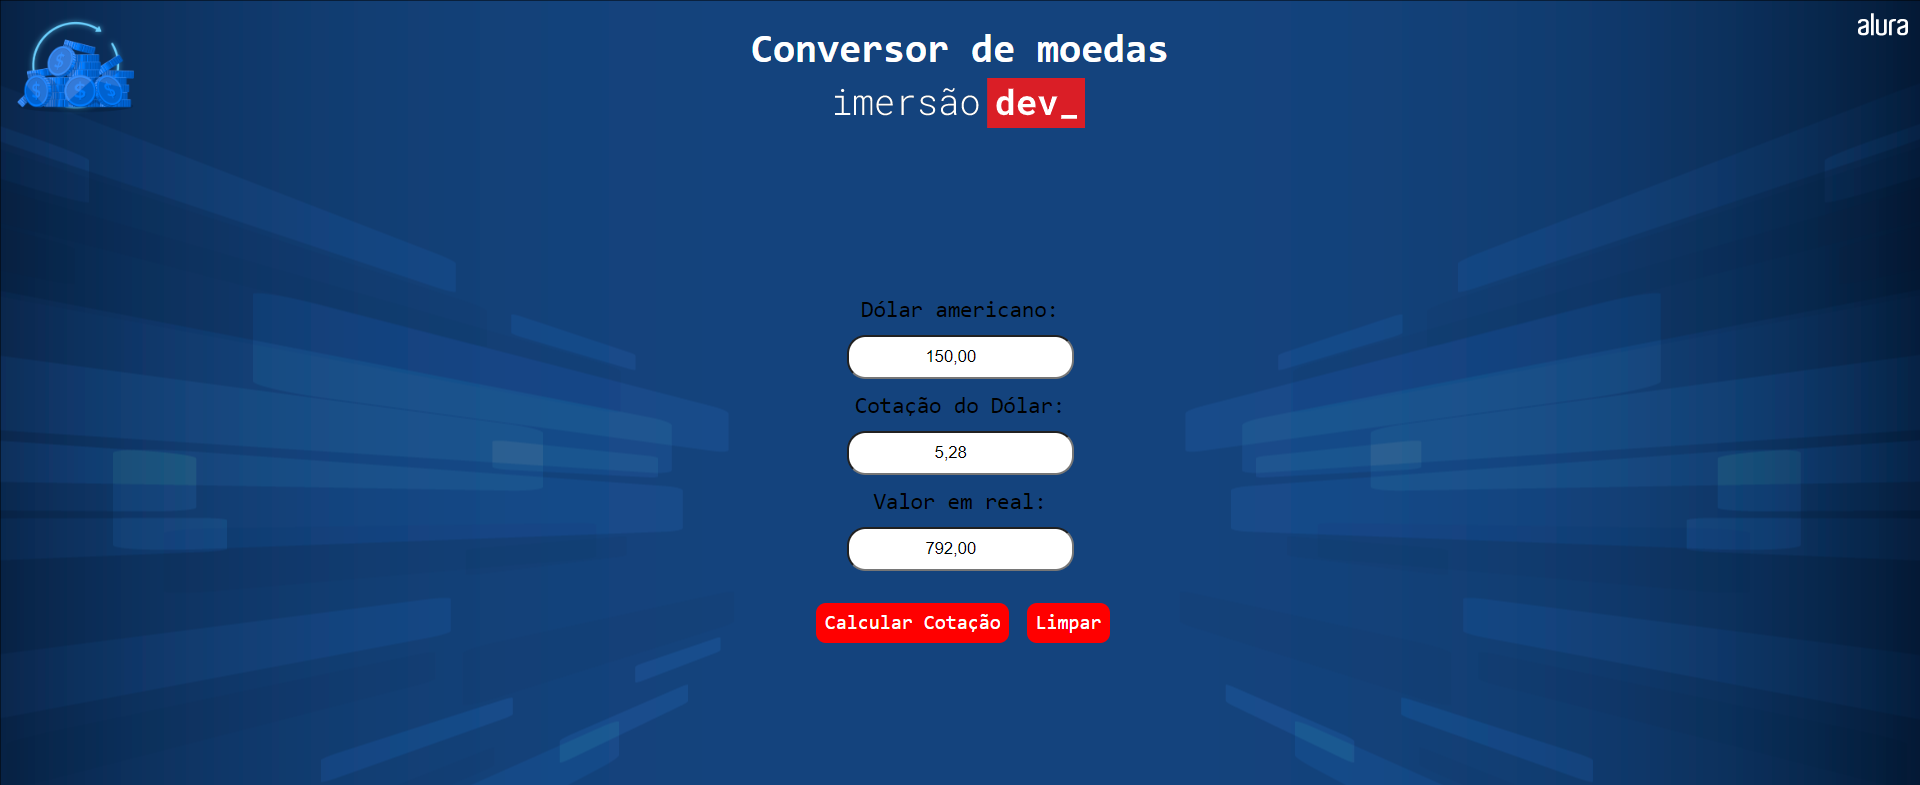 alura
Conversor de moedas
imersão dev_
Dólar americano:
150,00
Cotação do Dólar:
5,28
Valor em real:
792,00
Calcular Cotação Limpar